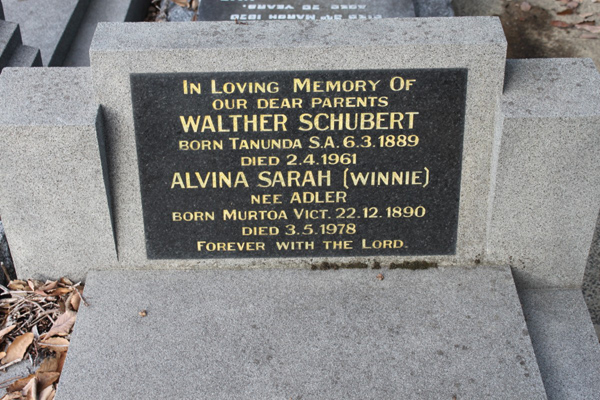 IN LOVING MEMORY OF
OUR DEAR PARENTS
WALTHER SCHUBERT
BORN TANUNDA S.A. 6.3.1889
DIED 2.4.1961
ALVINA SARAH (WINNIE)
NEE ADLER
BORN MURTOA VICT. 22.12.1890
DIED 3.5.1978
FOREVER WITH THE LORD.